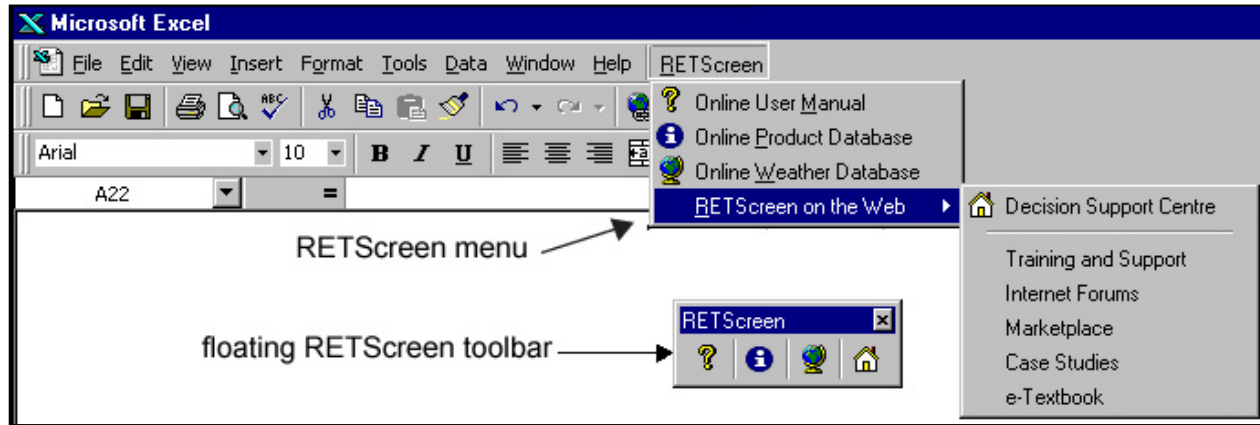 Microsoft Excel
File Edit View Insert Format Tools Data Window Help RETScreen
ABC
Arial 10 B I U a
A22 =
Online User Manual
Online Product Database
Online Weather Database
RETScreen on the Web
Decision Support Centre
Training and Support
Internet Forums
Marketplace
Case Studies
e-Textbook
RETScreen menu
RETScreen
floating RETScreen toolbar